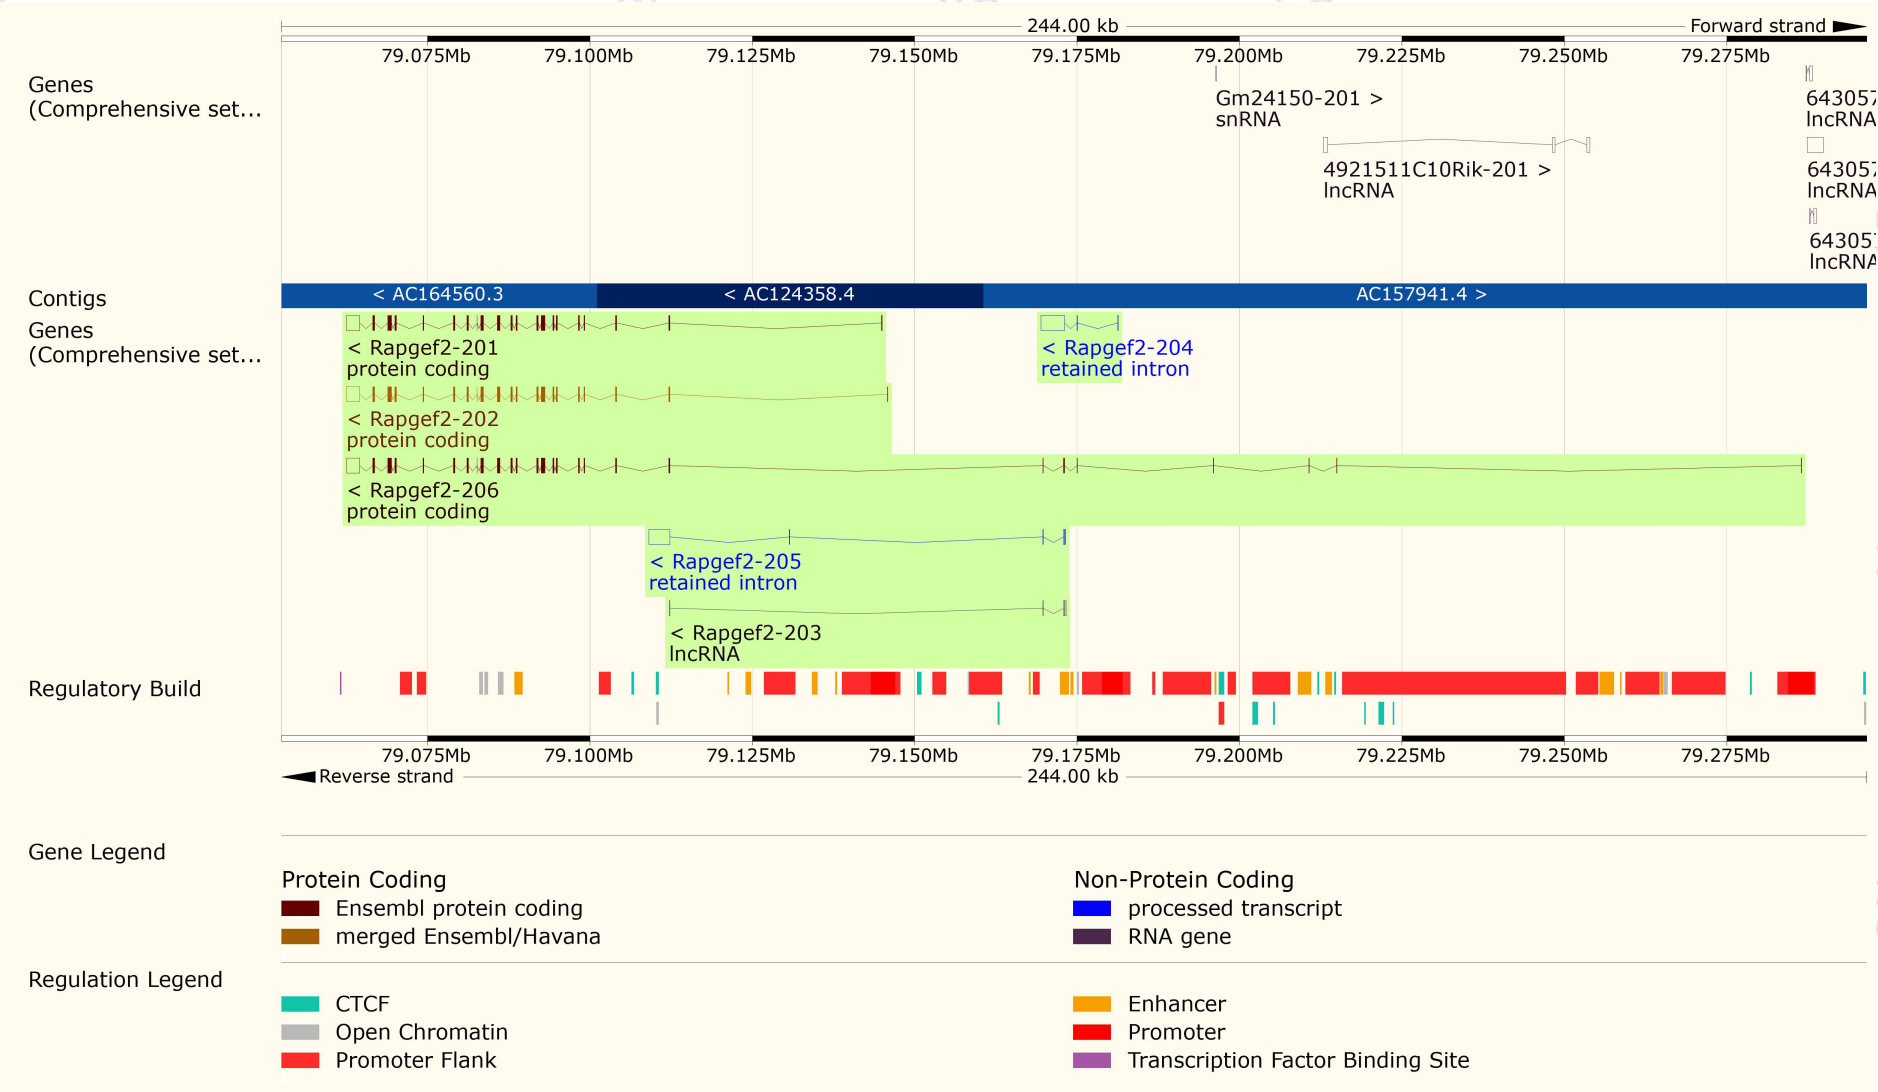 244.00 kb
Forward strand
79.075Mb 79.100Mb 79.125Mb 79.150Mb 79.175Mb 79.200Mb 79.225Mb 79.250Mb 79.275Mb
Genes
(Comprehensive set...
Gm24150-201 >
snRNA
643057
lncRNA
4921511C10Rik-201 >
lncRNA
643057
lncRNA
64305
lncRNA
Contigs
< AC164560.3 < AC124358.4 AC157941.4 >
Genes
(Comprehensive set...
< Rapgef2-201
protein coding
< Rapgef2-204
retained intron
< Rapgef2-202
protein coding
< Rapgef2-206
protein coding
< Rapgef2-205
retained intron
< Rapgef2-203
lncRNA
Regulatory Build
79.075Mb 79.100Mb 79.125Mb 79.150Mb 79.175Mb 79.200Mb 79.225Mb 79.250Mb 79.275Mb
Reverse strand
244.00 kb
Gene Legend
Protein Coding
Ensembl protein coding
merged Ensembl/Havana
Non-Protein Coding
processed transcript
RNA gene
Regulation Legend
CTCF
Open Chromatin
Promoter Flank
Enhancer
Promoter
Transcription Factor Binding Site